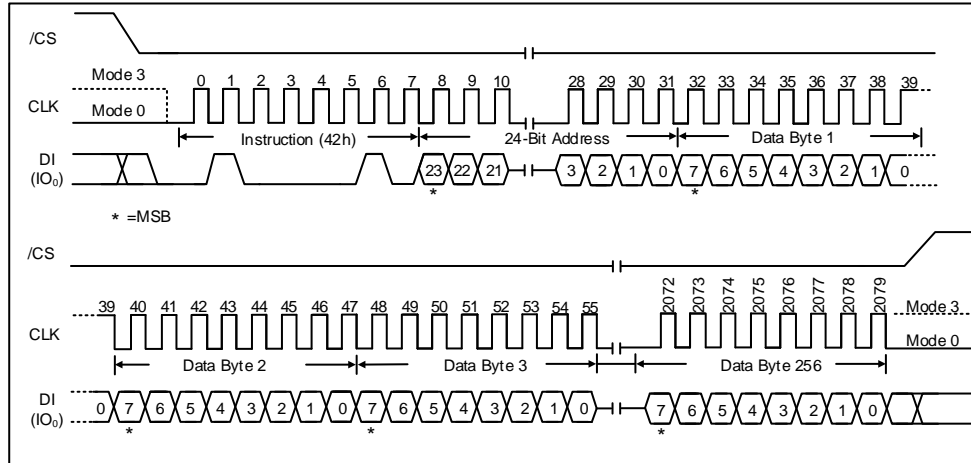 /CS
Mode 3
0 1 2 3 4 5 6 7 8 9 10 28 29 30 31 32 33 34 35 36 37 38 39
CLK
Mode 0
Instruction (42h) 24-Bit Address Data Byte 1
DI
(IO₀)
23 22 21 3 2 1 0 7 6 5 4 3 2 1 0
* *
* =MSB
/CS
39 40 41 42 43 44 45 46 47 48 49 50 51 52 53 54 55 2072 2073 2074 2075 2076 2077 2078 2079
Mode 3
CLK
Mode 0
Data Byte 2 Data Byte 3 Data Byte 256
DI
(IO₀)
0 7 6 5 4 3 2 1 0 7 6 5 4 3 2 1 0 7 6 5 4 3 2 1 0
* * *